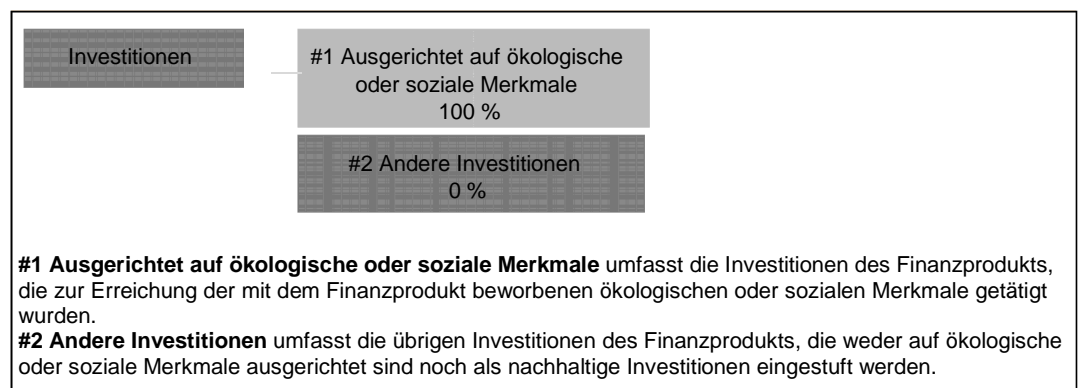 Investitionen
#1 Ausgerichtet auf ökologische
oder soziale Merkmale
100 %
#2 Andere Investitionen
0 %
#1 Ausgerichtet auf ökologische oder soziale Merkmale umfasst die Investitionen des Finanzprodukts,
die zur Erreichung der mit dem Finanzprodukt beworbenen ökologischen oder sozialen Merkmale getätigt
wurden.
#2 Andere Investitionen umfasst die übrigen Investitionen des Finanzprodukts, die weder auf ökologische
oder soziale Merkmale ausgerichtet sind noch als nachhaltige Investitionen eingestuft werden.